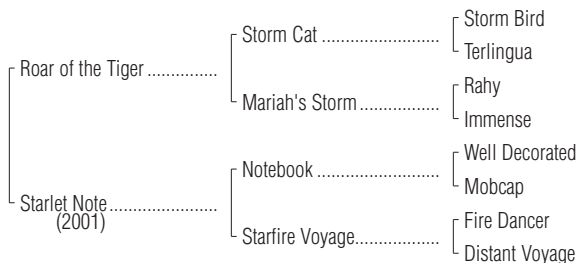 Storm Bird
Storm Cat ........................
Terlingua
Roar of the Tiger ..............
Rahy
Mariah's Storm ................
Immense
Well Decorated
Notebook .........................
Mobcap
Starlet Note .....................
(2001)
Fire Dancer
Starfire Voyage.................
Distant Voyage